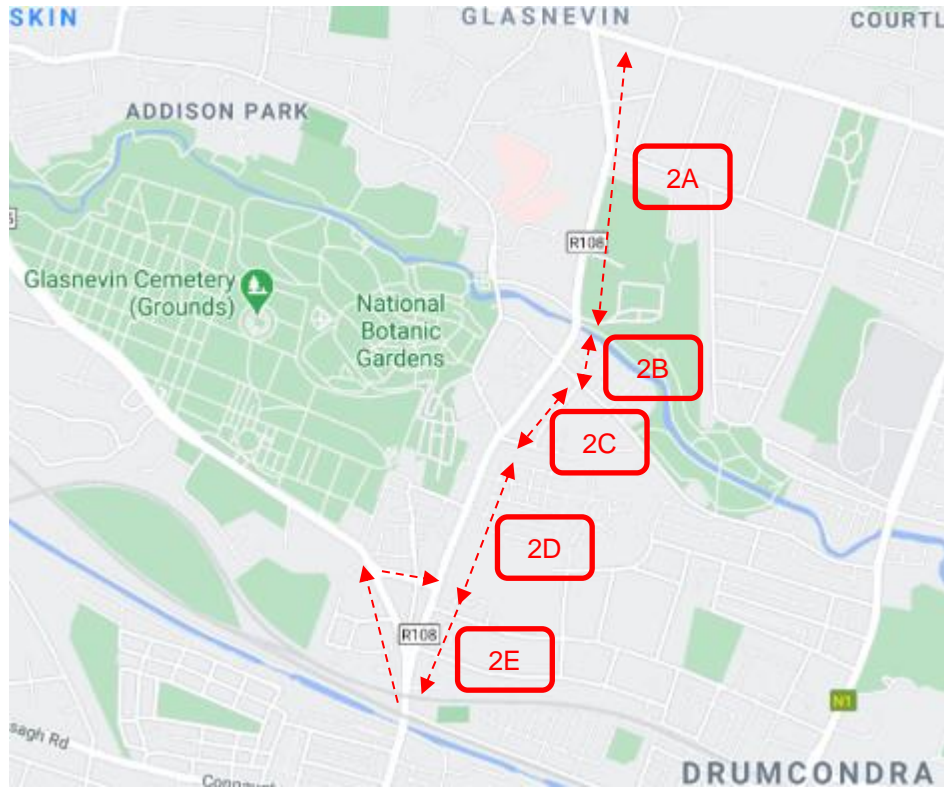 SKIN
GLASNEVIN
COURTL
ADDISON PARK
2A
R108
Glasnevin Cemetery
(Grounds)
National
Botanic
Gardens
2B
2C
2D
R108
2E
N1
sagh Rd
DRUMCONDRA